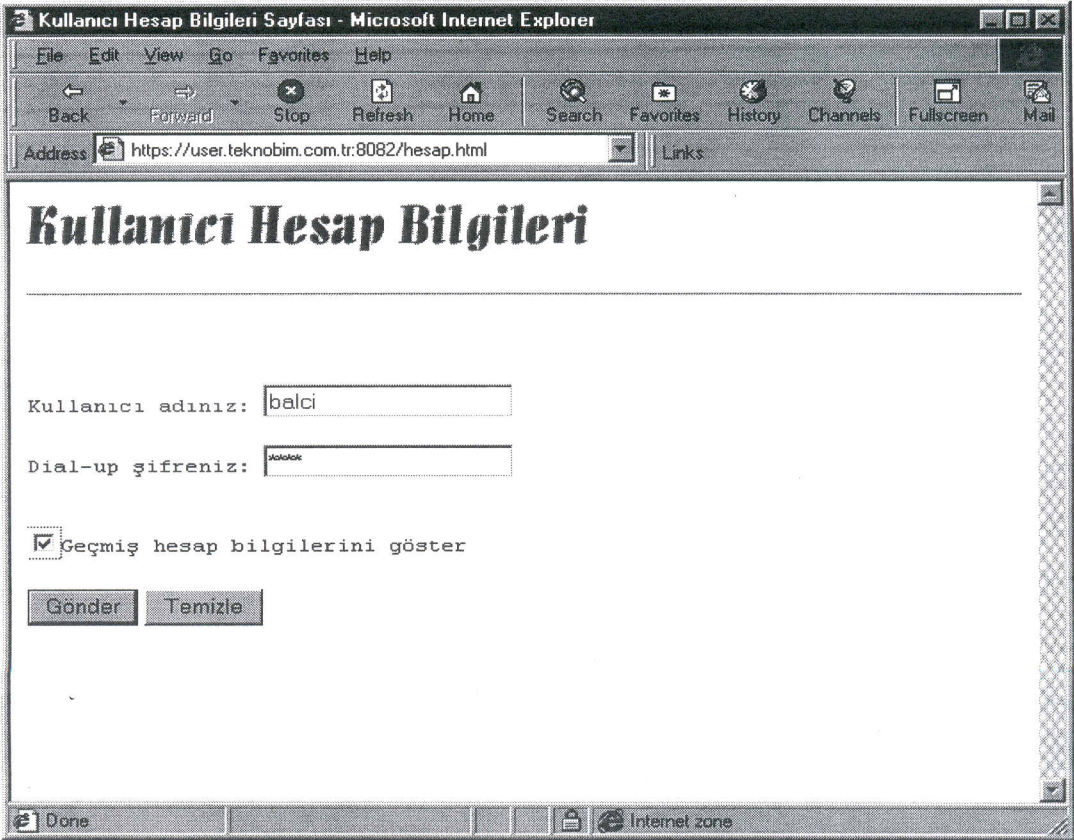 Kullanıcı Hesap Bilgileri Sayfası - Microsoft Internet Explorer
File Edit View Go Favorites Help
Back Forward Stop Refresh Home Search Favorites History Channels Fullscreen Mail
Address https://user.teknobim.com.tr:8082/hesap.html Links
Kullanıcı Hesap Bilgileri
Kullanıcı adınız: balci
Dial-up şifreniz: ****
Geçmiş hesap bilgilerini göster
Gönder Temizle
Done Internet zone